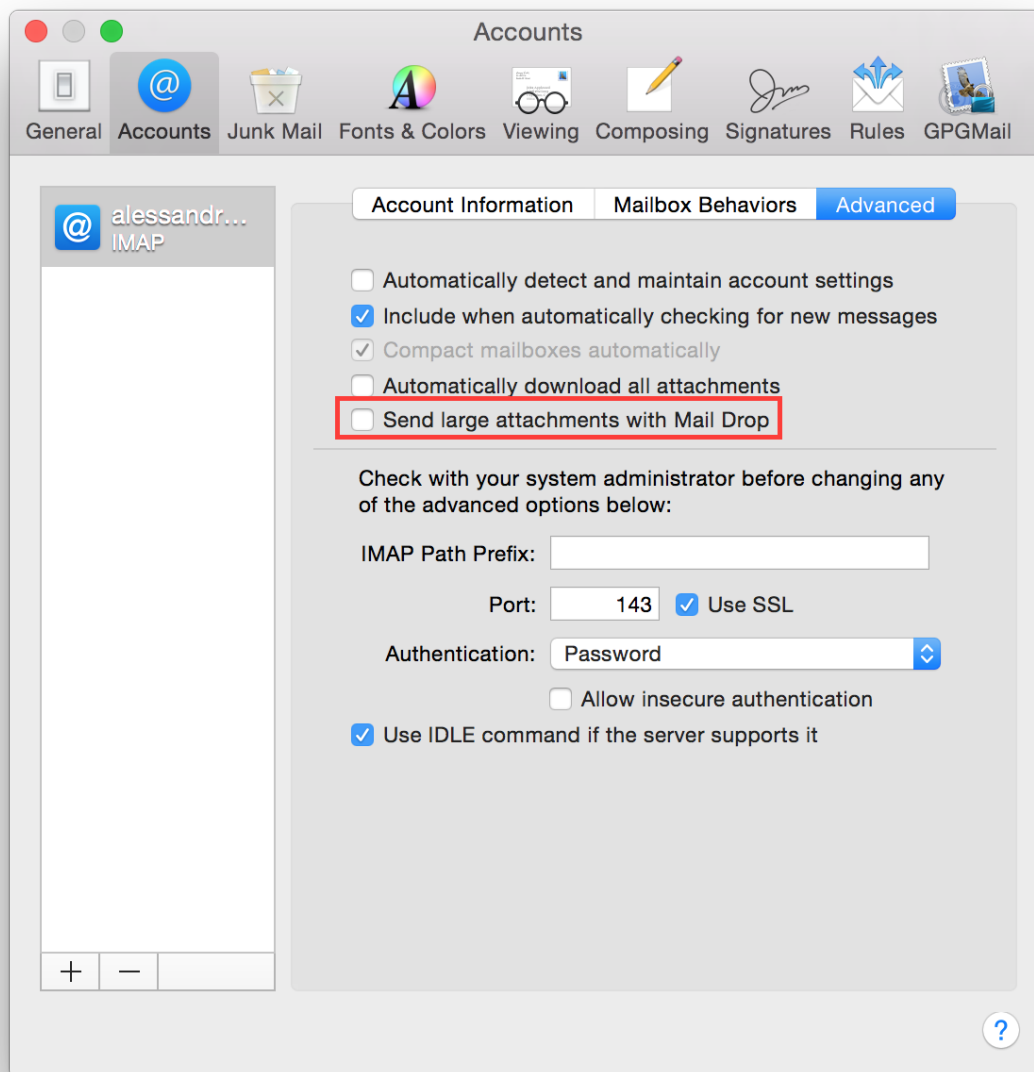 Accounts
General
Accounts
Junk Mail
Fonts & Colors
Viewing
Composing
Signatures
Rules
GPGMail
alessandr...
IMAP
Account Information
Mailbox Behaviors
Advanced
Automatically detect and maintain account settings
Include when automatically checking for new messages
Compact mailboxes automatically
Automatically download all attachments
Send large attachments with Mail Drop
Check with your system administrator before changing any
of the advanced options below:
IMAP Path Prefix:
Port: 143 Use SSL
Authentication: Password
Allow insecure authentication
Use IDLE command if the server supports it
?